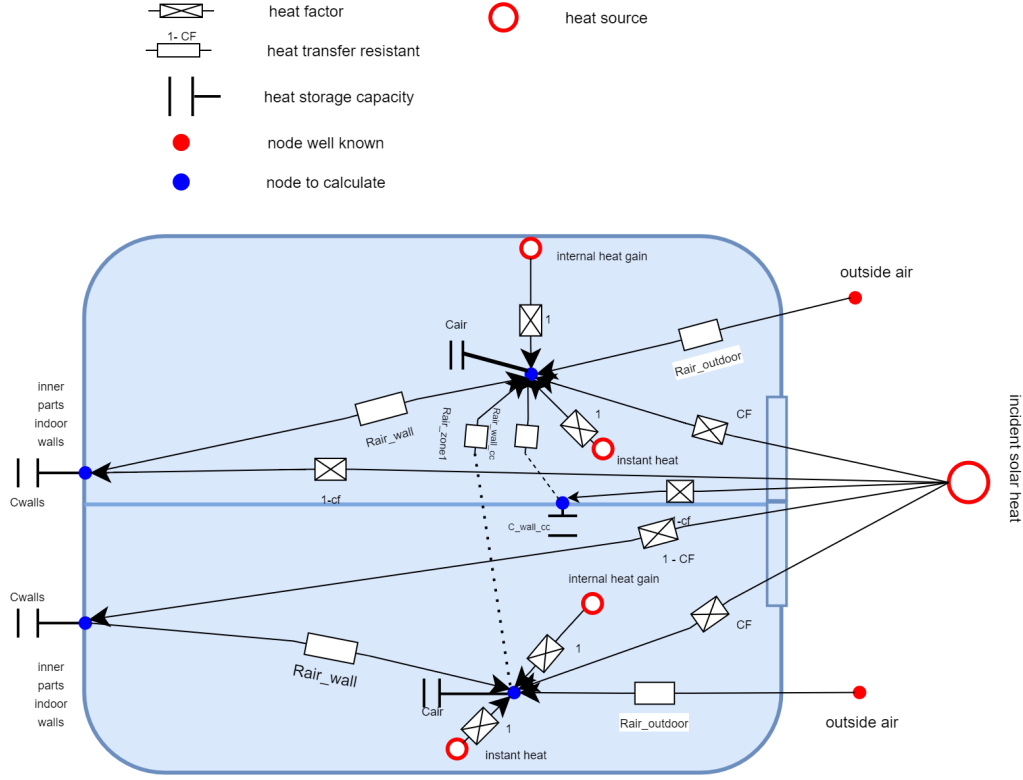 heat factor
heat source
1- CF
heat transfer resistant
heat storage capacity
node well known
node to calculate
internal heat gain
outside air
1
Cair
Rair_outdoor
inner
parts
indoor
walls
Rair_wall
Rair_zone1
Rair_wall_cc
1
CF
incident solar heat
instant heat
Cwalls
1-cf
C_wall_cc
1-cf
1 - CF
internal heat gain
Cwalls
1
CF
inner
parts
indoor
walls
Rair_wall
Cair
Rair_outdoor
outside air
1
instant heat